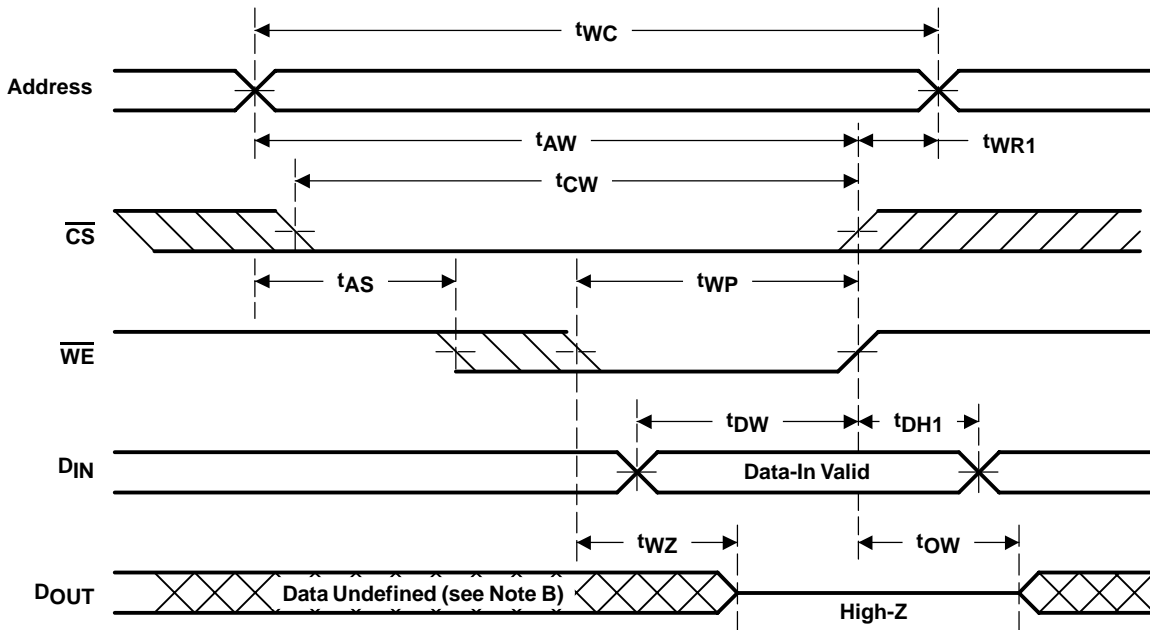 tWC
Address
tAW
tWR1
tCW
CS
tAS
tWP
WE
tDW
tDH1
DIN
Data-In Valid
tWZ
tOW
DOUT
Data Undefined (see Note B)
High-Z